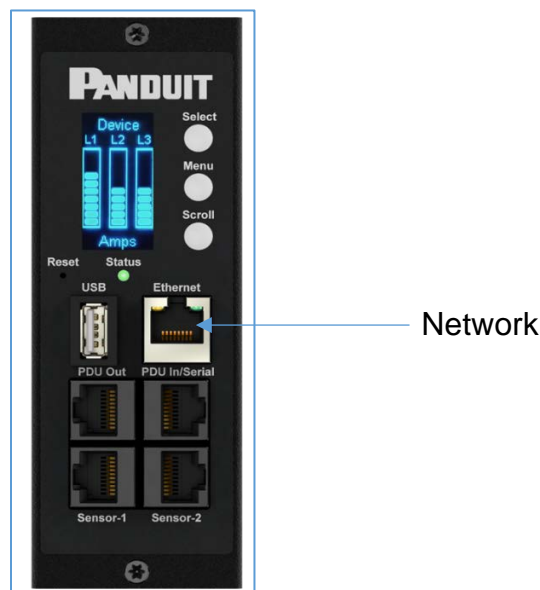 PANDUIT
Device
L1 L2 L3
Amps
Select
Menu
Scroll
Reset Status
USB Ethernet
PDU Out PDU In/Serial
Sensor-1 Sensor-2
Network